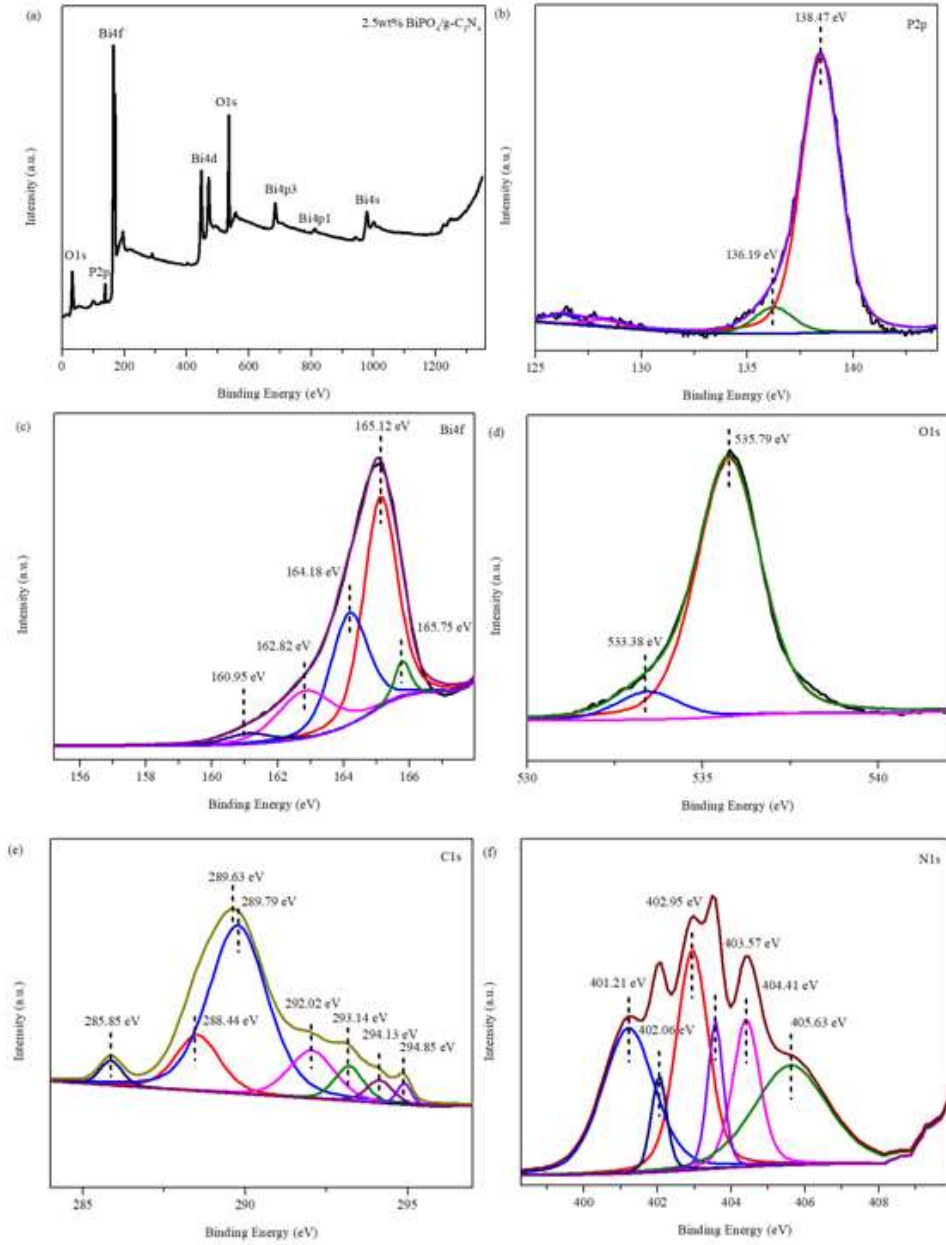 (a)
2.5wt% BiPO₄/g-C₃N₄
Bi4f
O1s
Bi4d
Bi4p3
Bi4p1
Bi4s
O1s
P2p
Intensity (a.u.)
0 200 400 600 800 1000 1200
Binding Energy (eV)
(b)
138.47 eV
P2p
136.19 eV
Intensity (a.u.)
125 130 135 140
Binding Energy (eV)
(c)
165.12 eV
Bi4f
164.18 eV
165.75 eV
162.82 eV
160.95 eV
Intensity (a.u.)
156 158 160 162 164 166
Binding Energy (eV)
(d)
535.79 eV
O1s
533.38 eV
Intensity (a.u.)
530 535 540
Binding Energy (eV)
(e)
C1s
289.63 eV
289.79 eV
292.02 eV
293.14 eV
294.13 eV
294.85 eV
285.85 eV
288.44 eV
Intensity (a.u.)
285 290 295
Binding Energy (eV)
(f)
N1s
402.95 eV
403.57 eV
401.21 eV
404.41 eV
402.06 eV
405.63 eV
Intensity (a.u.)
400 402 404 406 408
Binding Energy (eV)